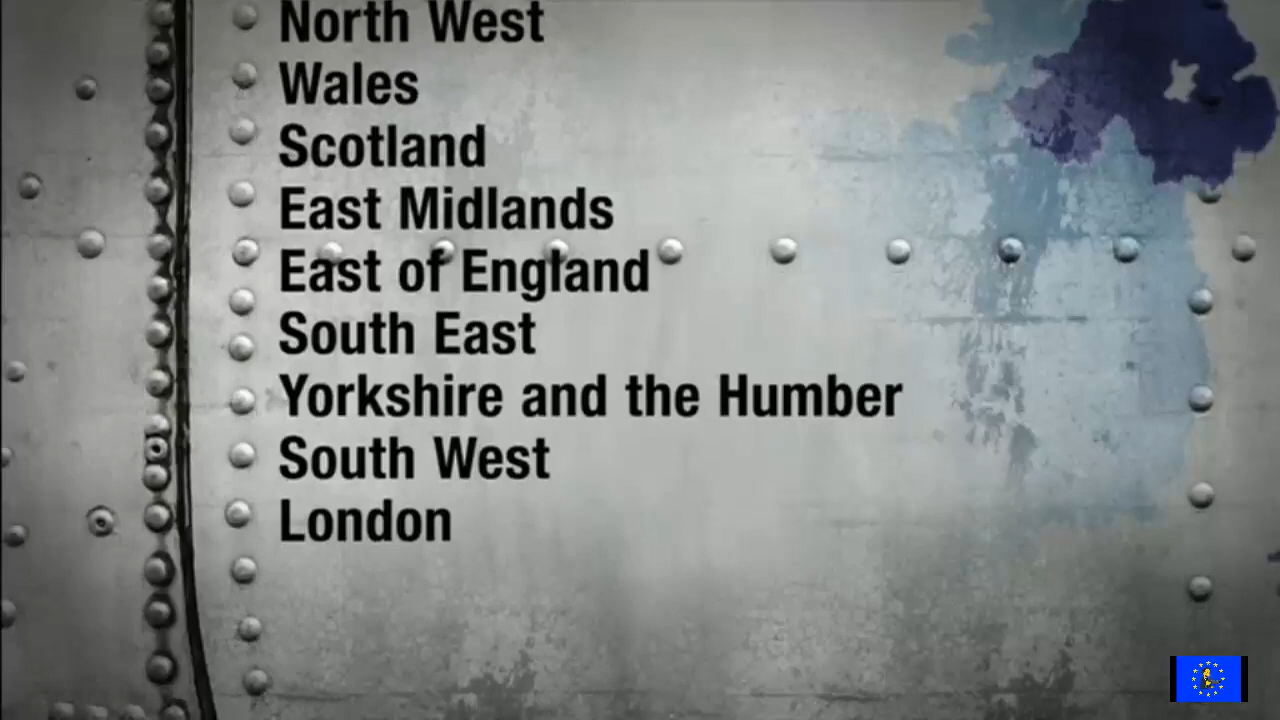 North West
Wales
Scotland
East Midlands
East of England
South East
Yorkshire and the Humber
South West
London